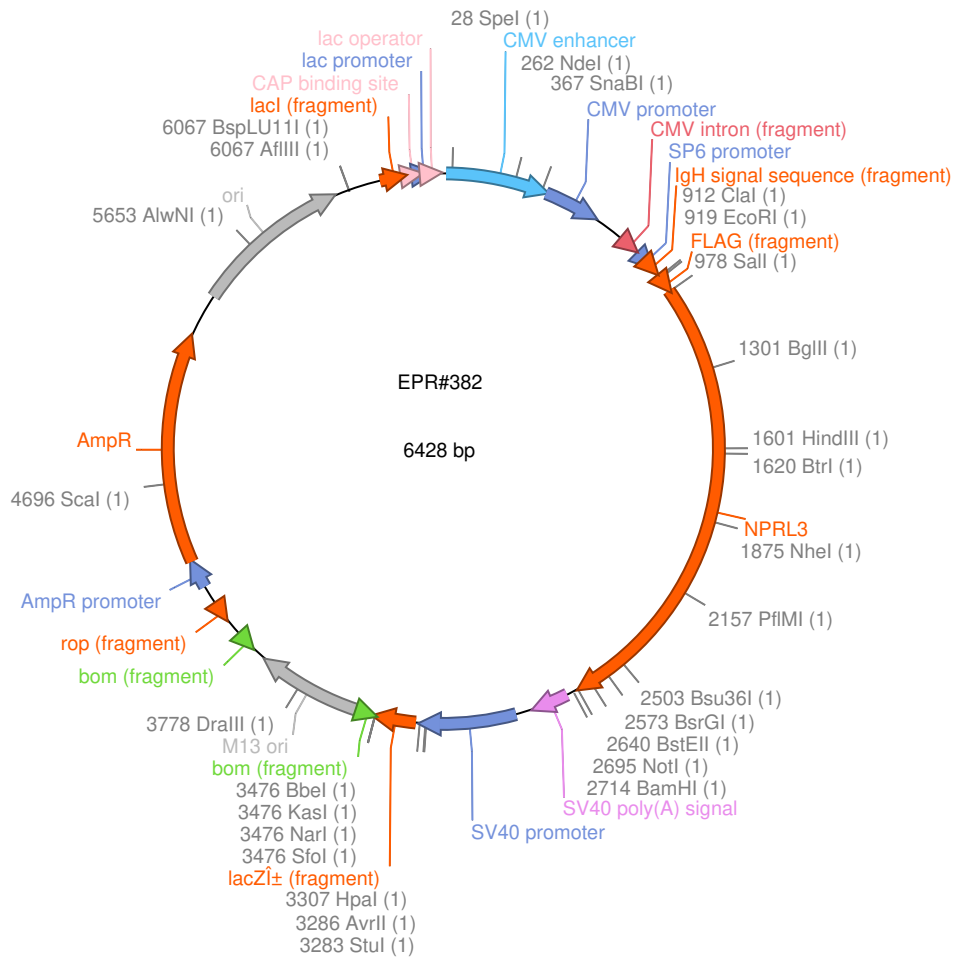 28 SpeI (1)
lac operator
CMV enhancer
lac promoter
262 NdeI (1)
CAP binding site
367 SnaBI (1)
lacI (fragment)
CMV promoter
6067 BspLU11I (1)
CMV intron (fragment)
6067 AflIII (1)
SP6 promoter
IgH signal sequence (fragment)
ori
912 ClaI (1)
5653 AlwNI (1)
919 EcoRI (1)
FLAG (fragment)
978 SalI (1)
1301 BglII (1)
EPR#382
AmpR
1601 HindIII (1)
6428 bp
1620 BtrI (1)
4696 ScaI (1)
NPRL3
1875 NheI (1)
AmpR promoter
2157 PflMI (1)
rop (fragment)
bom (fragment)
2503 Bsu36I (1)
3778 DraIII (1)
2573 BsrGI (1)
M13 ori
2640 BstEII (1)
bom (fragment)
2695 NotI (1)
3476 BbeI (1)
2714 BamHI (1)
3476 KasI (1)
SV40 poly(A) signal
3476 NarI (1)
SV40 promoter
3476 SfoI (1)
lacZÎ± (fragment)
3307 HpaI (1)
3286 AvrII (1)
3283 StuI (1)